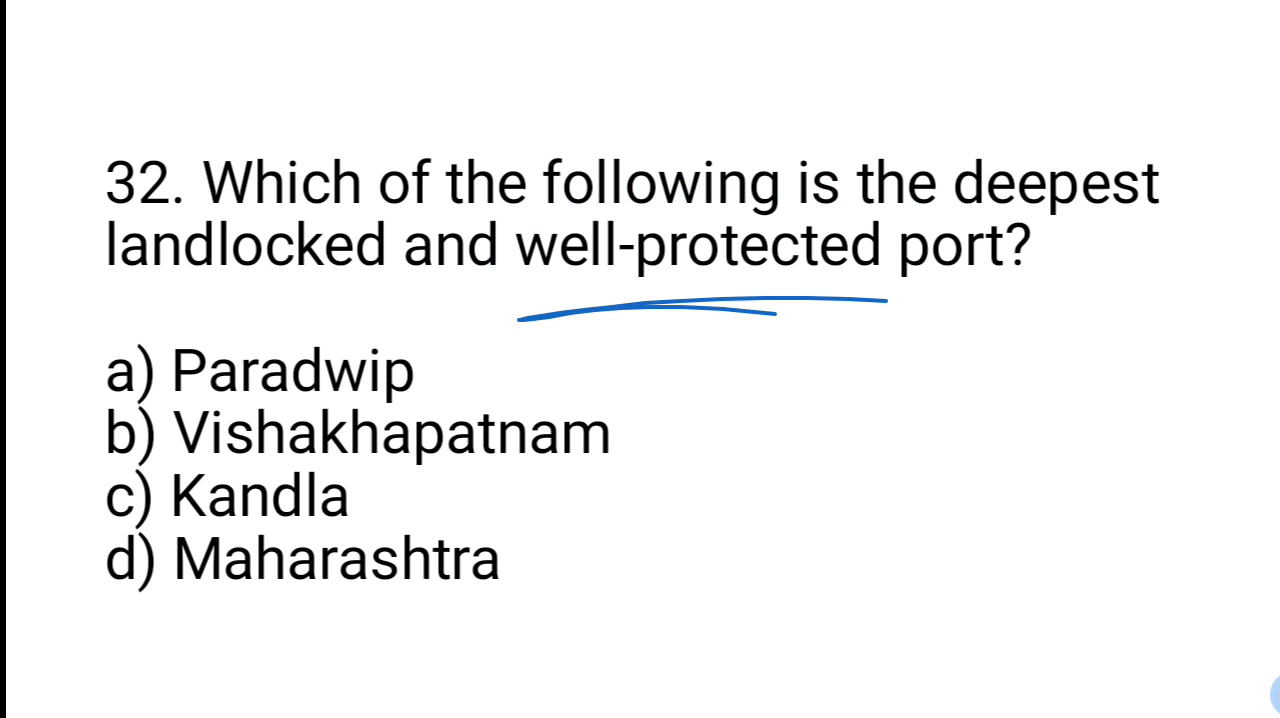 32. Which of the following is the deepest
landlocked and well-protected port?
a) Paradwip
b) Vishakhapatnam
c) Kandla
d) Maharashtra